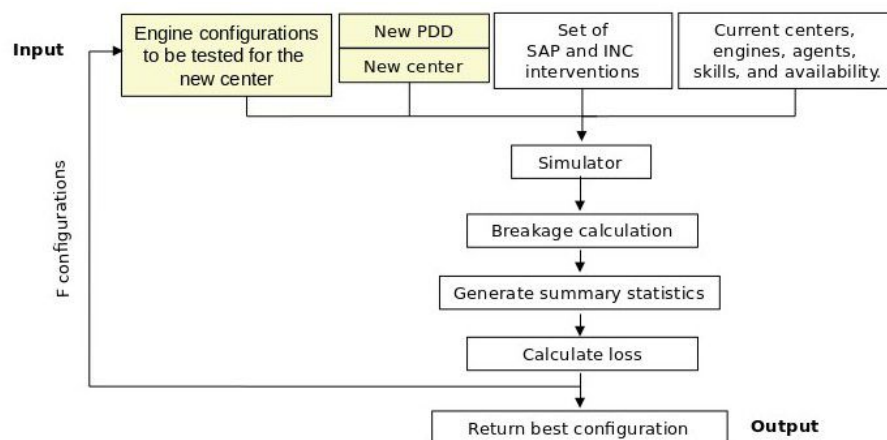 Input
Engine configurations
to be tested for the
new center
New PDD
New center
Set of
SAP and INC
interventions
Current centers,
engines, agents,
skills, and availability.
F configurations
Simulator
Breakage calculation
Generate summary statistics
Calculate loss
Return best configuration
Output